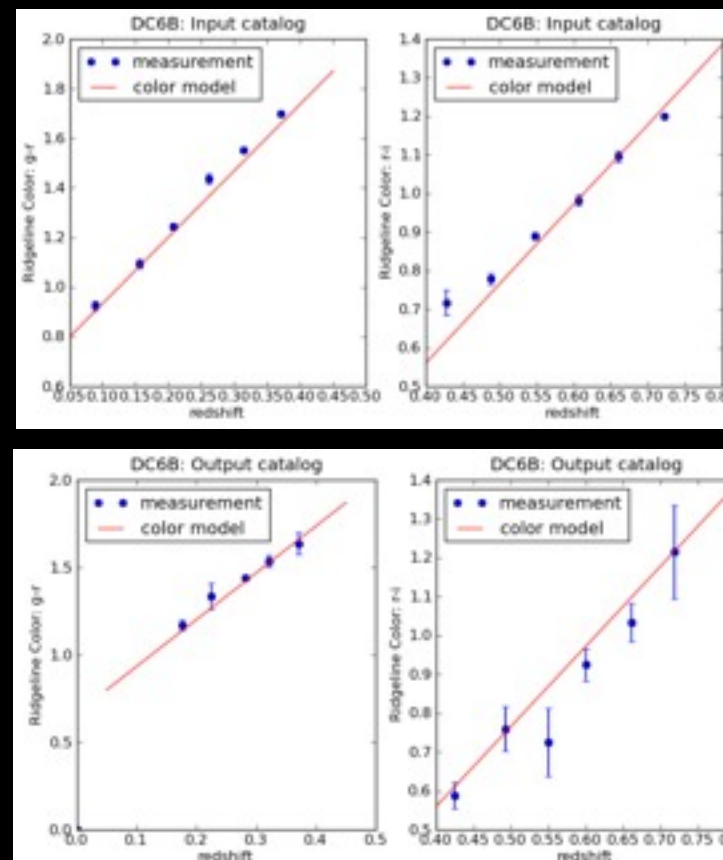 DC6B: Input catalog
measurement
color model
Ridgeline Color: g-r
2.0
1.8
1.6
1.4
1.2
1.0
0.8
0.6
0.05 0.10 0.15 0.20 0.25 0.30 0.35 0.40 0.45 0.50
redshift
DC6B: Input catalog
measurement
color model
Ridgeline Color: r-i
1.4
1.3
1.2
1.1
1.0
0.9
0.8
0.7
0.6
0.5
0.40 0.45 0.50 0.55 0.60 0.65 0.70 0.75
redshift
DC6B: Output catalog
measurement
color model
Ridgeline Color: g-r
2.0
1.5
1.0
0.5
0.0
0.0 0.1 0.2 0.3 0.4 0.5
redshift
DC6B: Output catalog
measurement
color model
Ridgeline Color: r-i
1.4
1.3
1.2
1.1
1.0
0.9
0.8
0.7
0.6
0.5
0.40 0.45 0.50 0.55 0.60 0.65 0.70 0.75
redshift